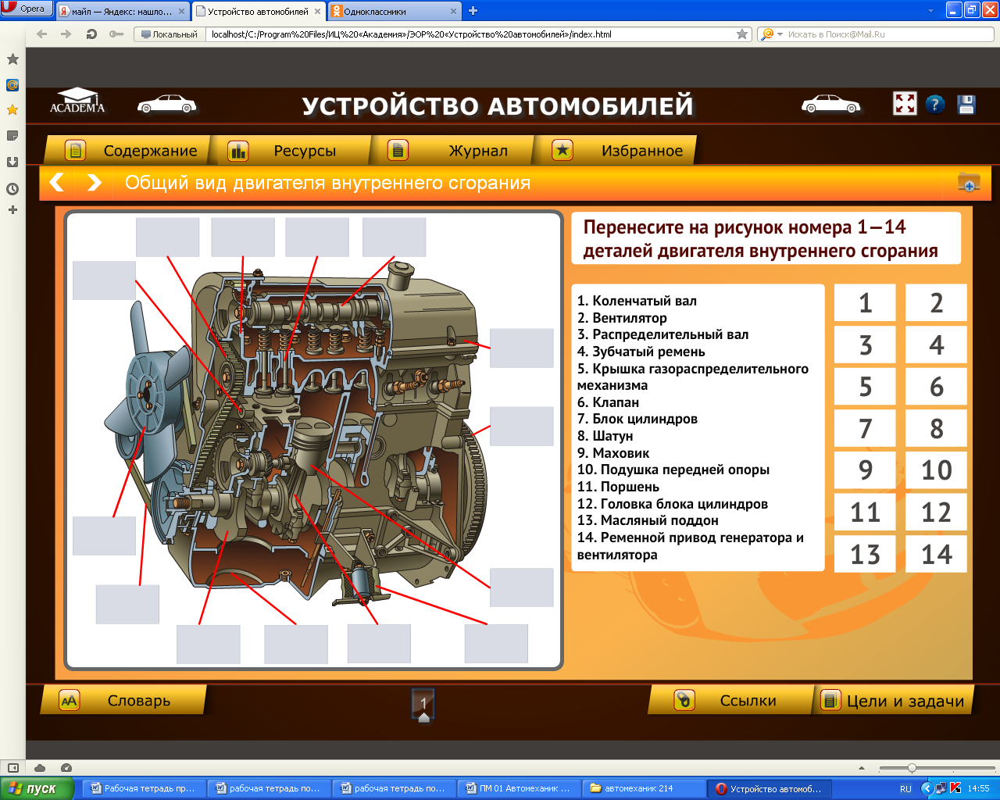 Opera
майл — Яндекс: нашло...
Устройство автомобилей
Одноклассники
Локальный
localhost/C:/Program%20Files/ИЦ%20«Академия»/ЭОР%20«Устройство%20автомобилей»/index.html
Искать в Поиск@Mail.Ru
ACADEMA
УСТРОЙСТВО АВТОМОБИЛЕЙ
Содержание
Ресурсы
Журнал
Избранное
Общий вид двигателя внутреннего сгорания
Перенесите на рисунок номера 1—14
деталей двигателя внутреннего сгорания
1. Коленчатый вал
2. Вентилятор
3. Распределительный вал
4. Зубчатый ремень
5. Крышка газораспределительного
механизма
6. Клапан
7. Блок цилиндров
8. Шатун
9. Маховик
10. Подушка передней опоры
11. Поршень
12. Головка блока цилиндров
13. Масляный поддон
14. Ременной привод генератора и
вентилятора
1 2
3 4
5 6
7 8
9 10
11 12
13 14
АА Словарь
1
Ссылки
Цели и задачи
пуск
Рабочая тетрадь пр...
рабочая тетрадь по...
рабочая тетрадь по...
ПМ 01 Автомеханик ...
автомеханик 214
Устройство автомоб...
RU
14:55